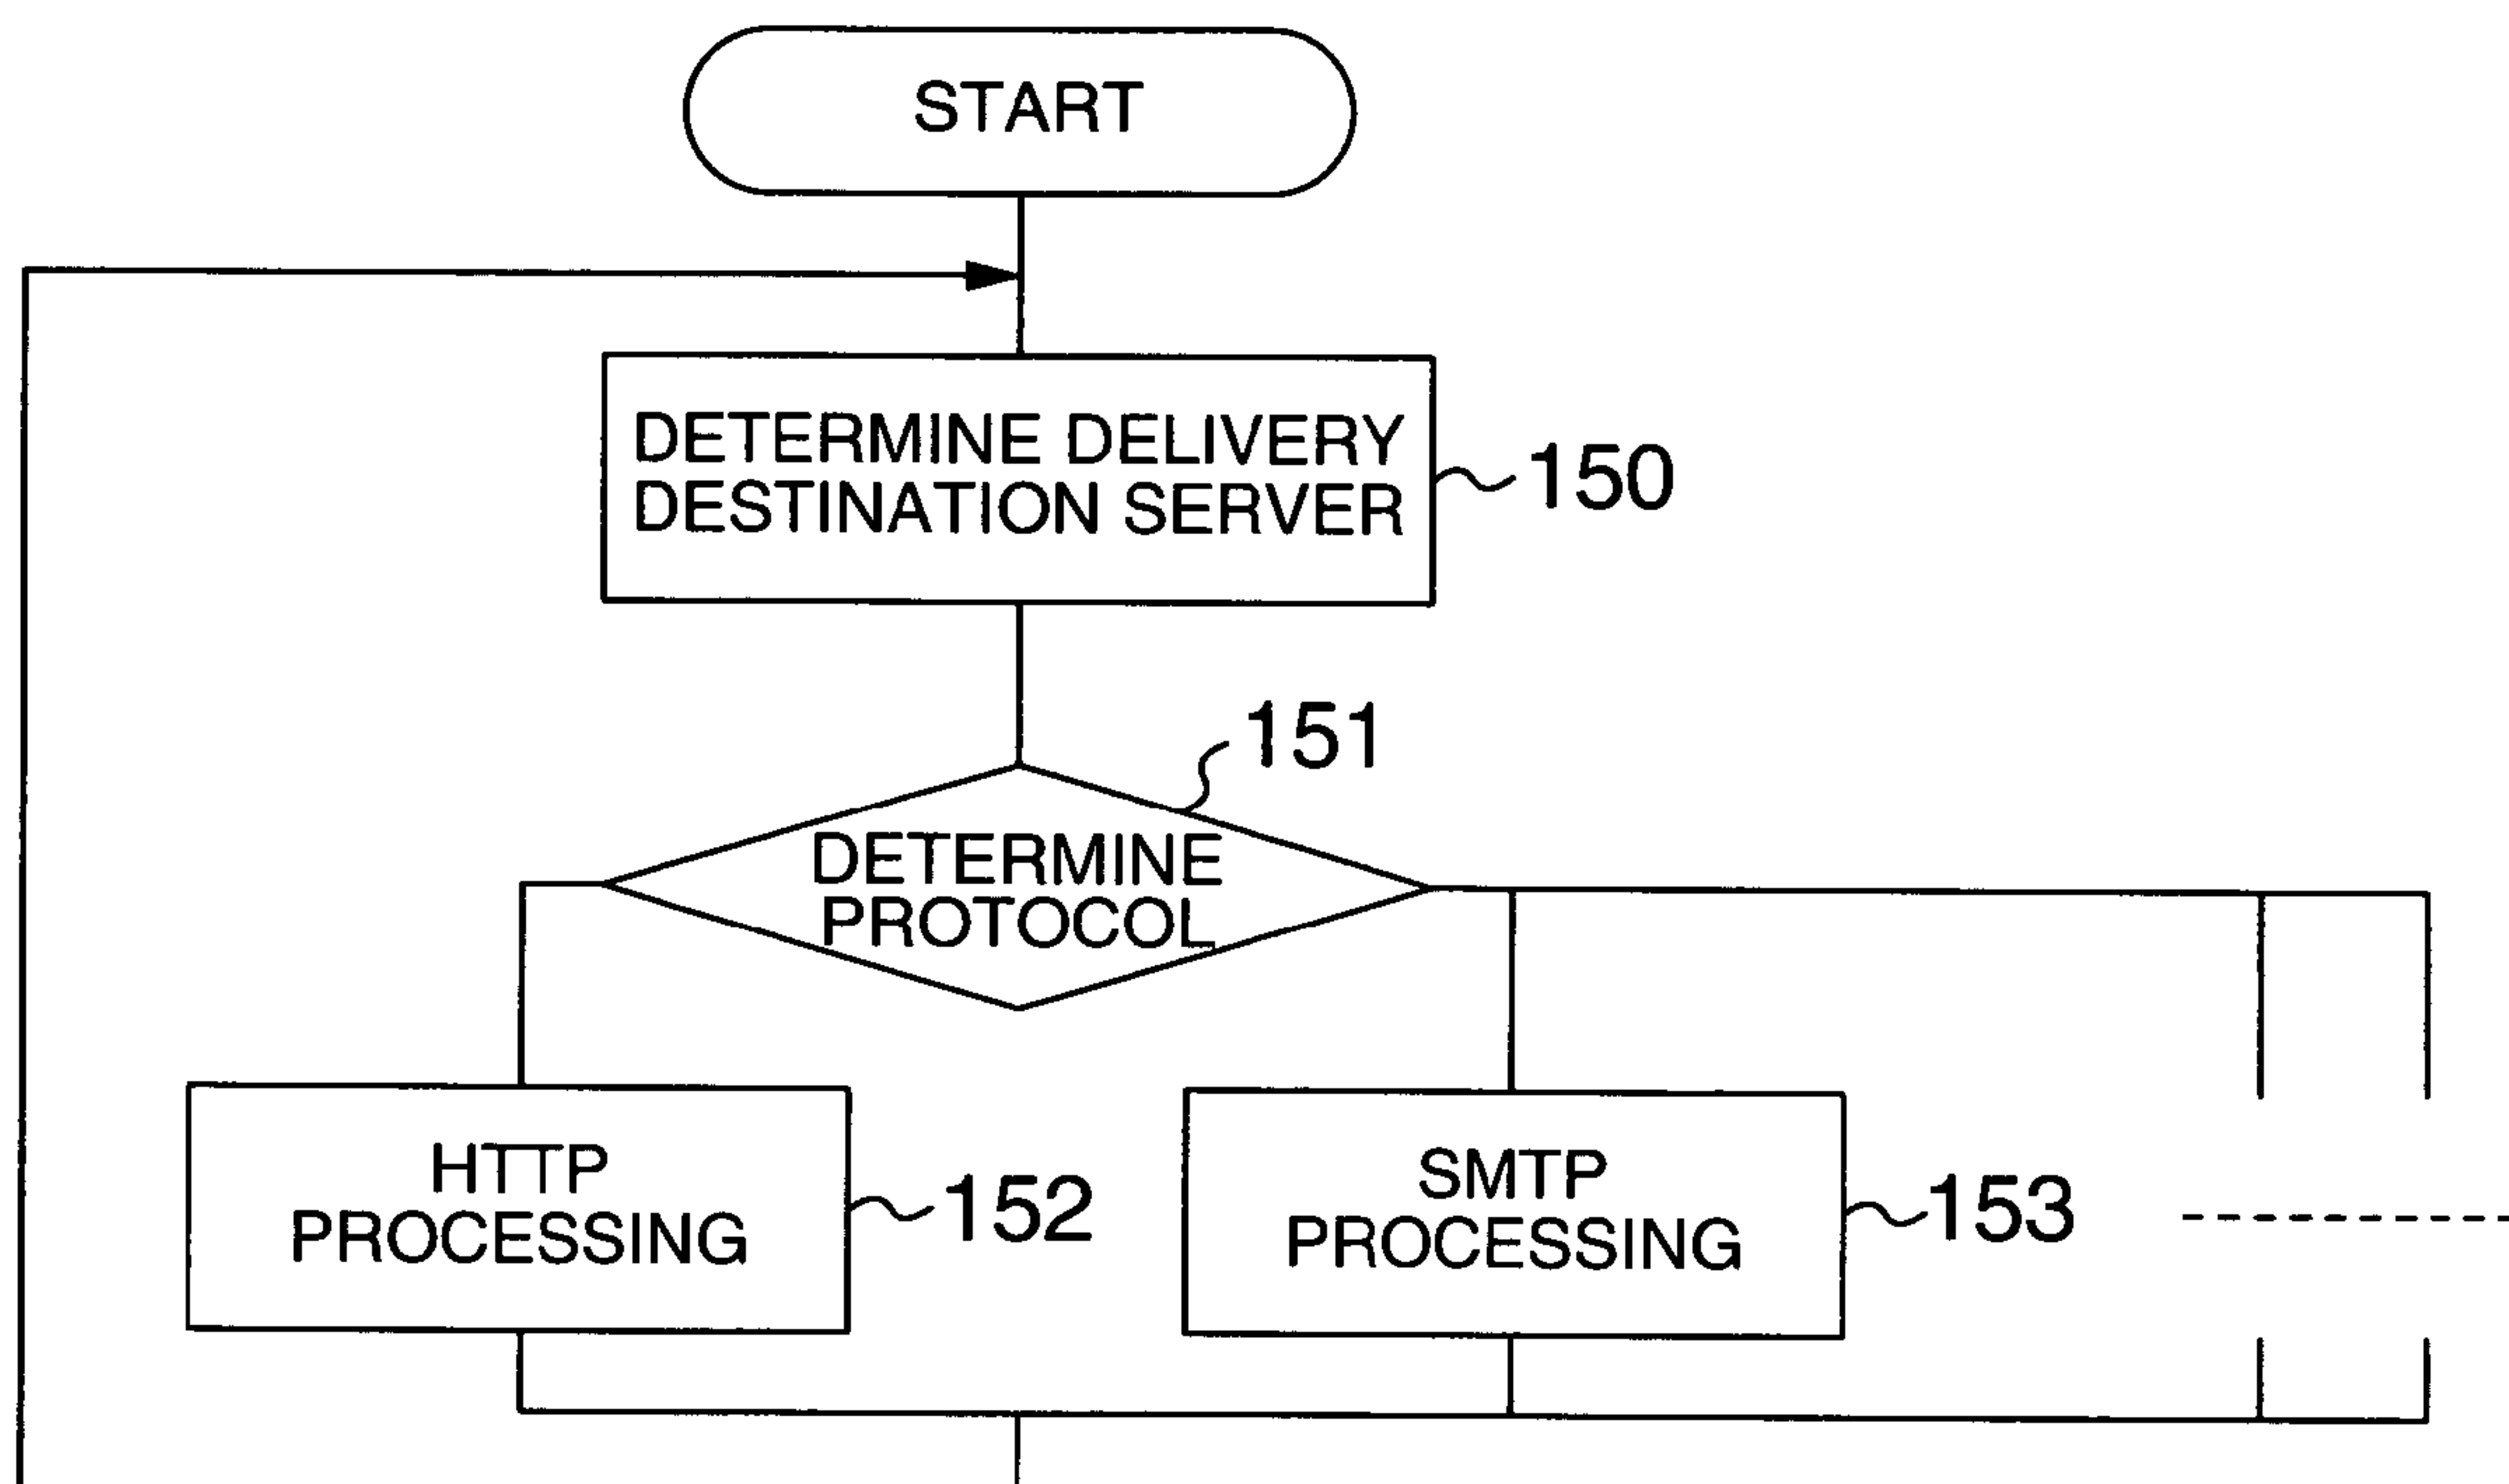 START
DETERMINE DELIVERY
DESTINATION SERVER
150
151
DETERMINE
PROTOCOL
HTTP
PROCESSING
152
SMTP
PROCESSING
153